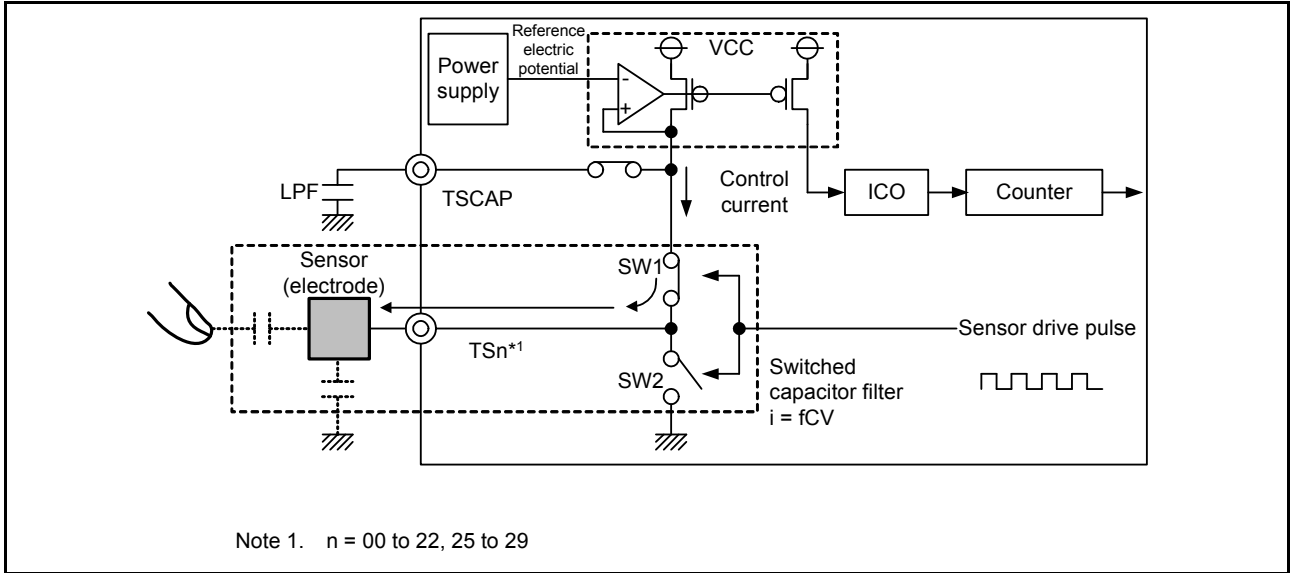 Reference
electric
potential
Power
supply
VCC
-
+
LPF
TSCAP
Control
current
ICO
Counter
Sensor
(electrode)
SW1
TSn*1
SW2
Sensor drive pulse
Switched
capacitor filter
i = fCV
Note 1. n = 00 to 22, 25 to 29